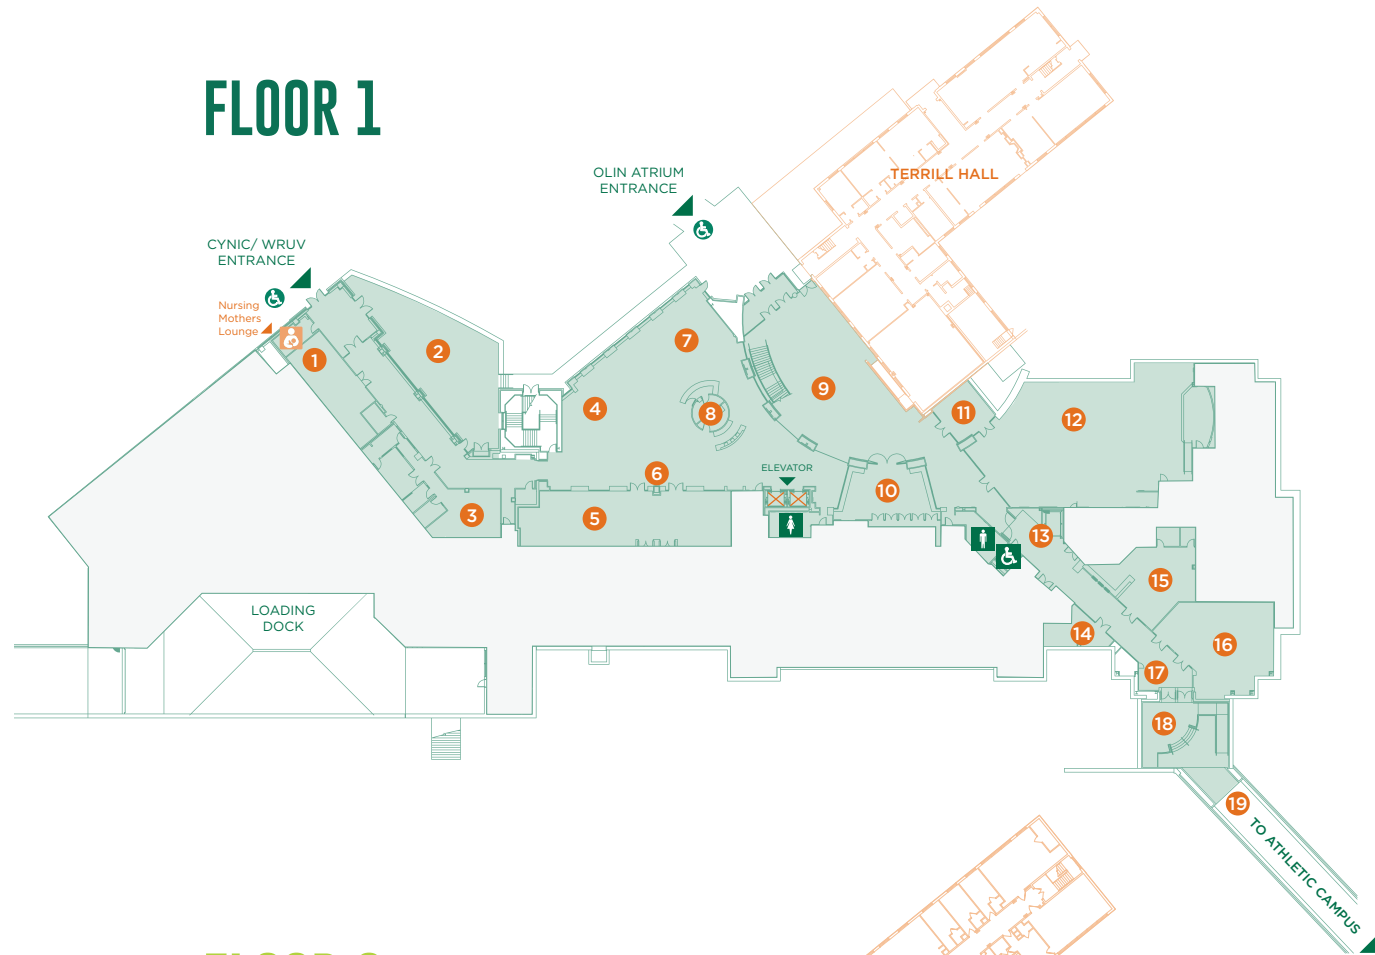 FLOOR 1
OLIN ATRIUM
ENTRANCE
TERRILL HALL
CYNIC/ WRUV
ENTRANCE
Nursing
Mothers
Lounge
1
2
3
4
5
6
7
8
9
10
11
12
13
14
15
16
17
18
19
ELEVATOR
LOADING
DOCK
TO ATHLETIC CAMPUS